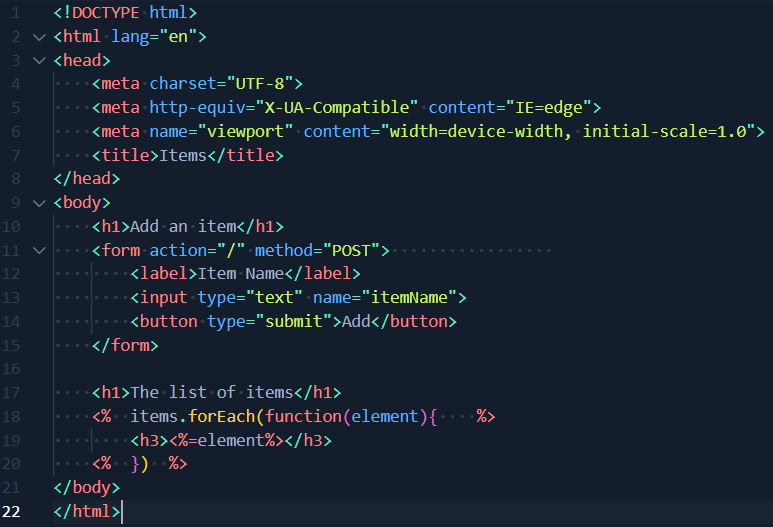 1 <!DOCTYPE html>
2 <html lang="en">
3 <head>
4     <meta charset="UTF-8">
5     <meta http-equiv="X-UA-Compatible" content="IE=edge">
6     <meta name="viewport" content="width=device-width, initial-scale=1.0">
7     <title>Items</title>
8 </head>
9 <body>
10     <h1>Add an item</h1>
11     <form action="/" method="POST">
12         <label>Item Name</label>
13         <input type="text" name="itemName">
14         <button type="submit">Add</button>
15     </form>
16
17     <h1>The list of items</h1>
18     <%  items.forEach(function(element){    %>
19         <h3><%=element%></h3>
20     <%  })  %>
21 </body>
22 </html>